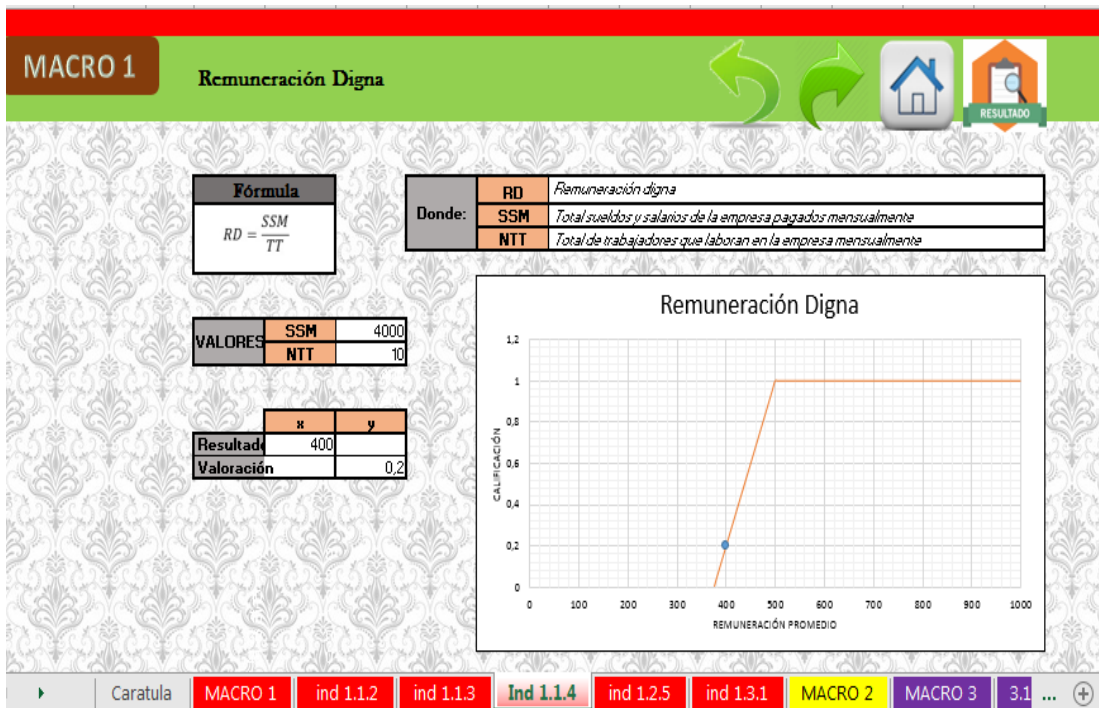 MACRO 1
Remuneración Digna
RESULTADO
Fórmula
RD = SSM / TT
Donde:
RD Remuneración digna
SSM Total sueldos y salarios de la empresa pagados mensualmente
NTT Total de trabajadores que laboran en la empresa mensualmente
VALORES
SSM 4000
NTT 10
x y
Resultado 400
Valoración 0,2
Remuneración Digna
CALIFICACIÓN
1,2
1
0,8
0,6
0,4
0,2
0
0 100 200 300 400 500 600 700 800 900 1000
REMUNERACIÓN PROMEDIO
Caratula MACRO 1 ind 1.1.2 ind 1.1.3 Ind 1.1.4 ind 1.2.5 ind 1.3.1 MACRO 2 MACRO 3 3.1 ...